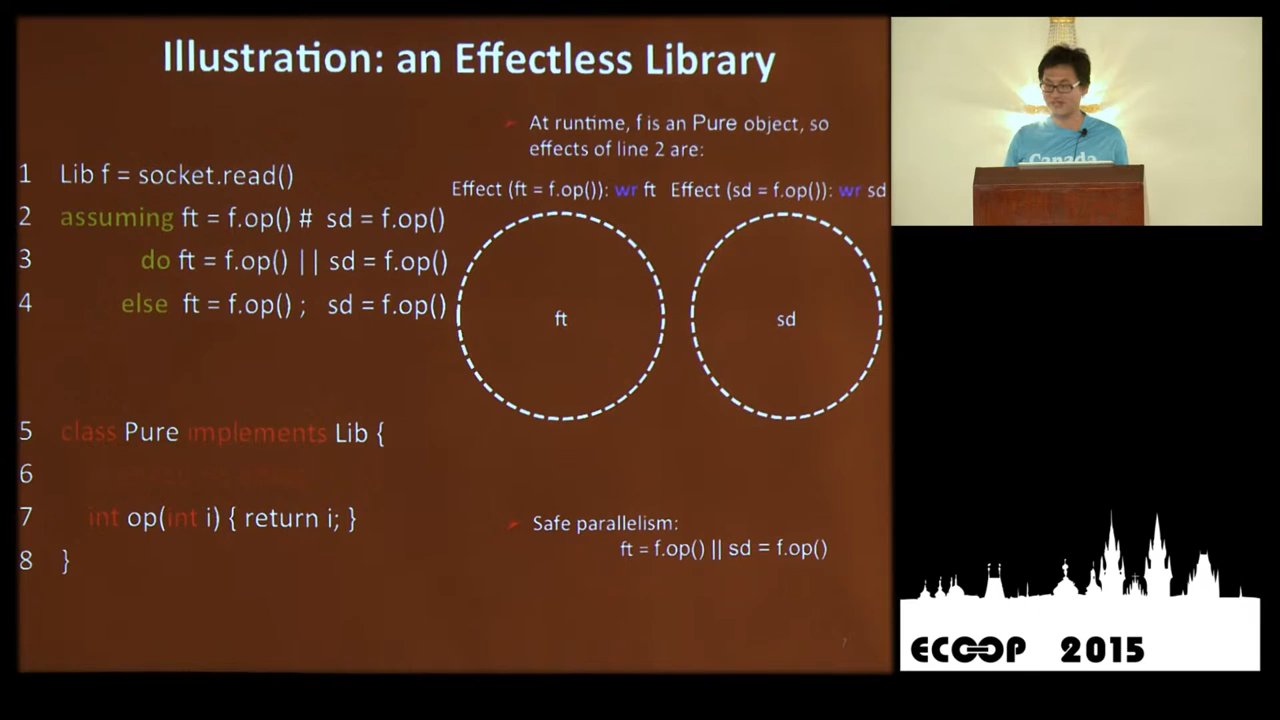 Illustration: an Effectless Library
At runtime, f is an Pure object, so
effects of line 2 are:
Effect (ft = f.op()): wr ft Effect (sd = f.op()): wr sd
1 Lib f = socket.read()
2 assuming ft = f.op() # sd = f.op()
3 do ft = f.op() || sd = f.op()
4 else ft = f.op() ; sd = f.op()
ft
sd
5 class Pure implements Lib {
6
7 int op(int i) { return i; }
8 }
Safe parallelism:
ft = f.op() || sd = f.op()
7
Canada
ECOOP 2015